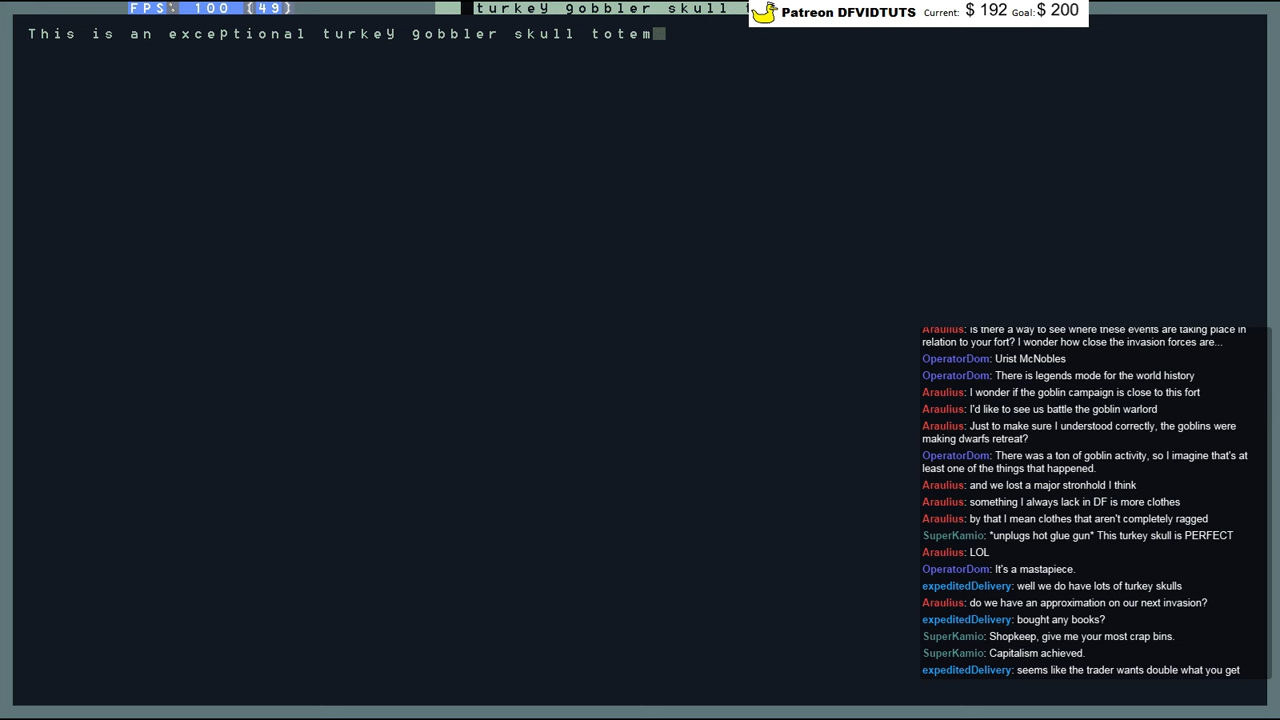 FPS: 100 (49)
turkey gobbler skull
Patreon DFVIDTUTS Current: $ 192 Goal: $ 200
This is an exceptional turkey gobbler skull totem
Araulius: Is there a way to see where these events are taking place in
relation to your fort? I wonder how close the invasion forces are...
OperatorDom: Urist McNobles
OperatorDom: There is legends mode for the world history
Araulius: I wonder if the goblin campaign is close to this fort
Araulius: I'd like to see us battle the goblin warlord
Araulius: Just to make sure I understood correctly, the goblins were
making dwarfs retreat?
OperatorDom: There was a ton of goblin activity, so I imagine that's at
least one of the things that happened.
Araulius: and we lost a major stronhold I think
Araulius: something I always lack in DF is more clothes
Araulius: by that I mean clothes that aren't completely ragged
SuperKamio: *unplugs hot glue gun* This turkey skull is PERFECT
Araulius: LOL
OperatorDom: It's a mastapiece.
expeditedDelivery: well we do have lots of turkey skulls
Araulius: do we have an approximation on our next invasion?
expeditedDelivery: bought any books?
SuperKamio: Shopkeep, give me your most crap bins.
SuperKamio: Capitalism achieved.
expeditedDelivery: seems like the trader wants double what you get